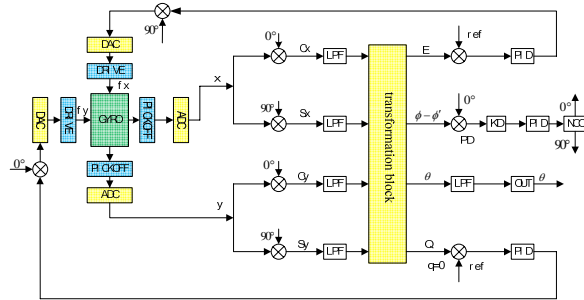 DAC
90°
DRIVE
fx
DAC
DRIVE
fy
GYRO
PICKOFF
ADC
x
0°
PICKOFF
ADC
y
0°
Cx
LPF
90°
Sx
LPF
0°
Cy
LPF
90°
Sy
LPF
transformation block
E
ref
PID
ϕ−ϕ'
0°
PD
KD
PID
NCO
0°
90°
θ
LPF
OUT
θ
Q
q=0
ref
PID